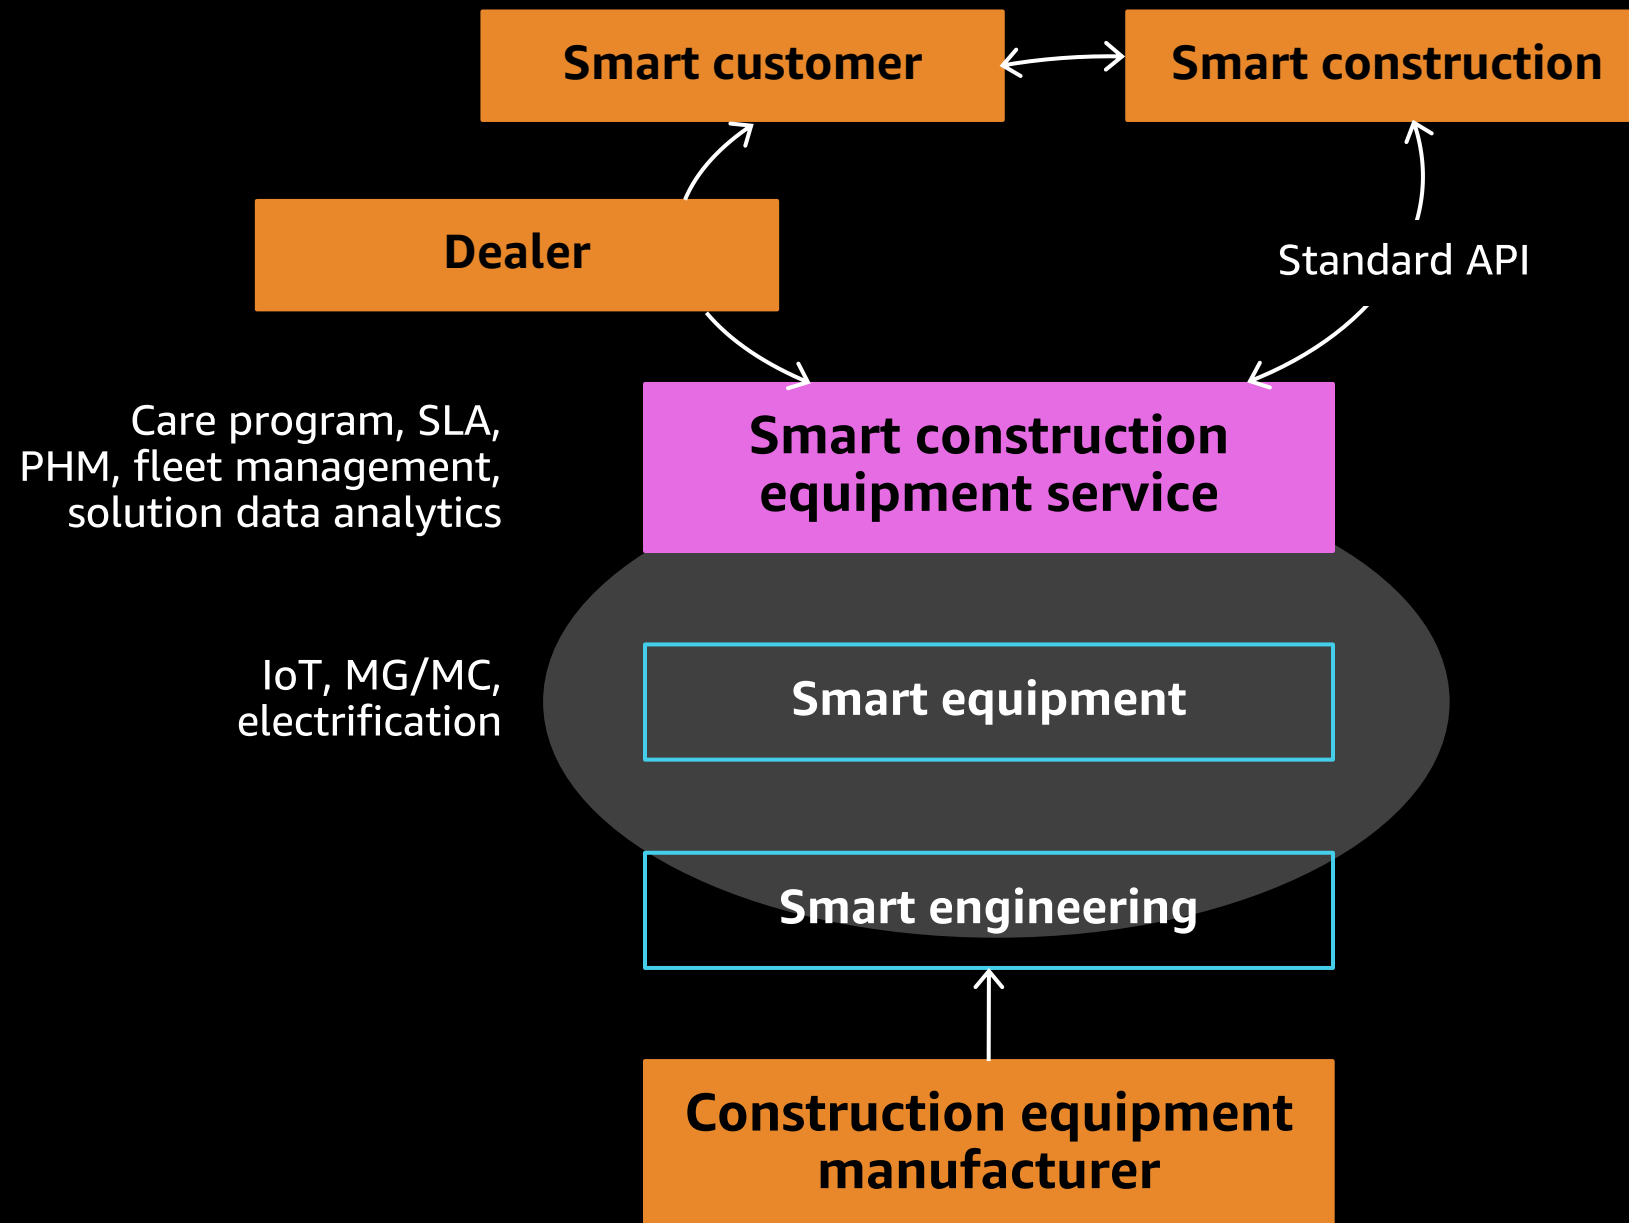 Smart customer
Smart construction
Dealer
Standard API
Care program, SLA,
PHM, fleet management,
solution data analytics
Smart construction
equipment service
IoT, MG/MC,
electrification
Smart equipment
Smart engineering
Construction equipment
manufacturer